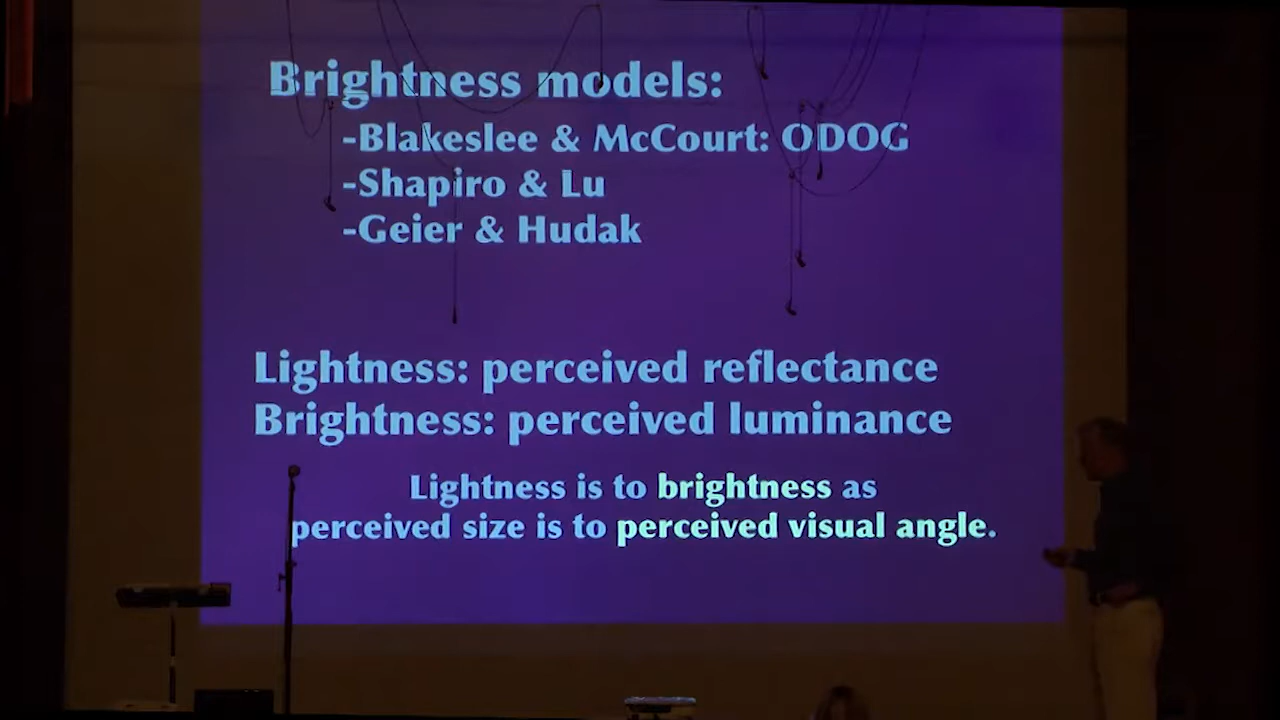 Brightness models:
-Blakeslee & McCourt: ODOG
-Shapiro & Lu
-Geier & Hudak
Lightness: perceived reflectance
Brightness: perceived luminance
Lightness is to brightness as
perceived size is to perceived visual angle.